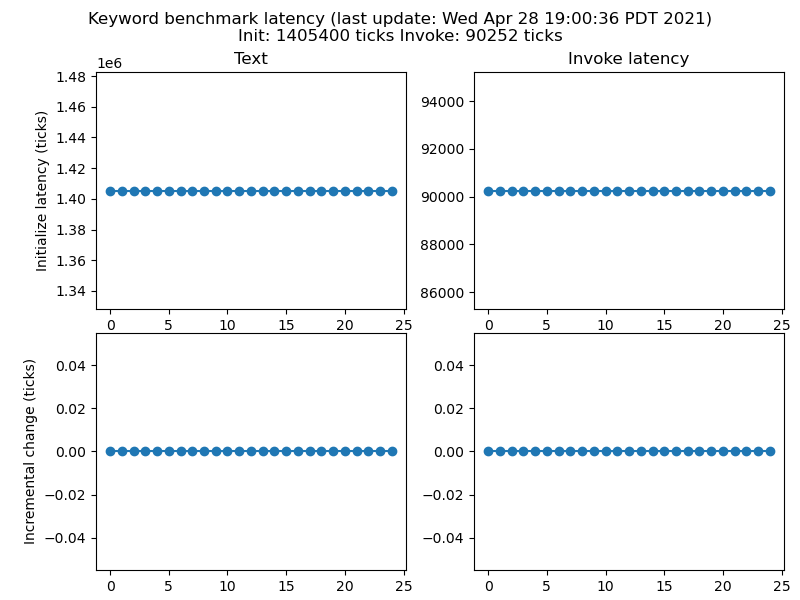 Keyword benchmark latency (last update: Wed Apr 28 19:00:36 PDT 2021)
Init: 1405400 ticks Invoke: 90252 ticks
Text
Invoke latency
1e6
1.48
1.46
1.44
1.42
1.40
1.38
1.36
1.34
Initialize latency (ticks)
0 5 10 15 20 25
94000
92000
90000
88000
86000
0 5 10 15 20 25
0.04
0.02
0.00
−0.02
−0.04
Incremental change (ticks)
0 5 10 15 20 25
0.04
0.02
0.00
−0.02
−0.04
0 5 10 15 20 25